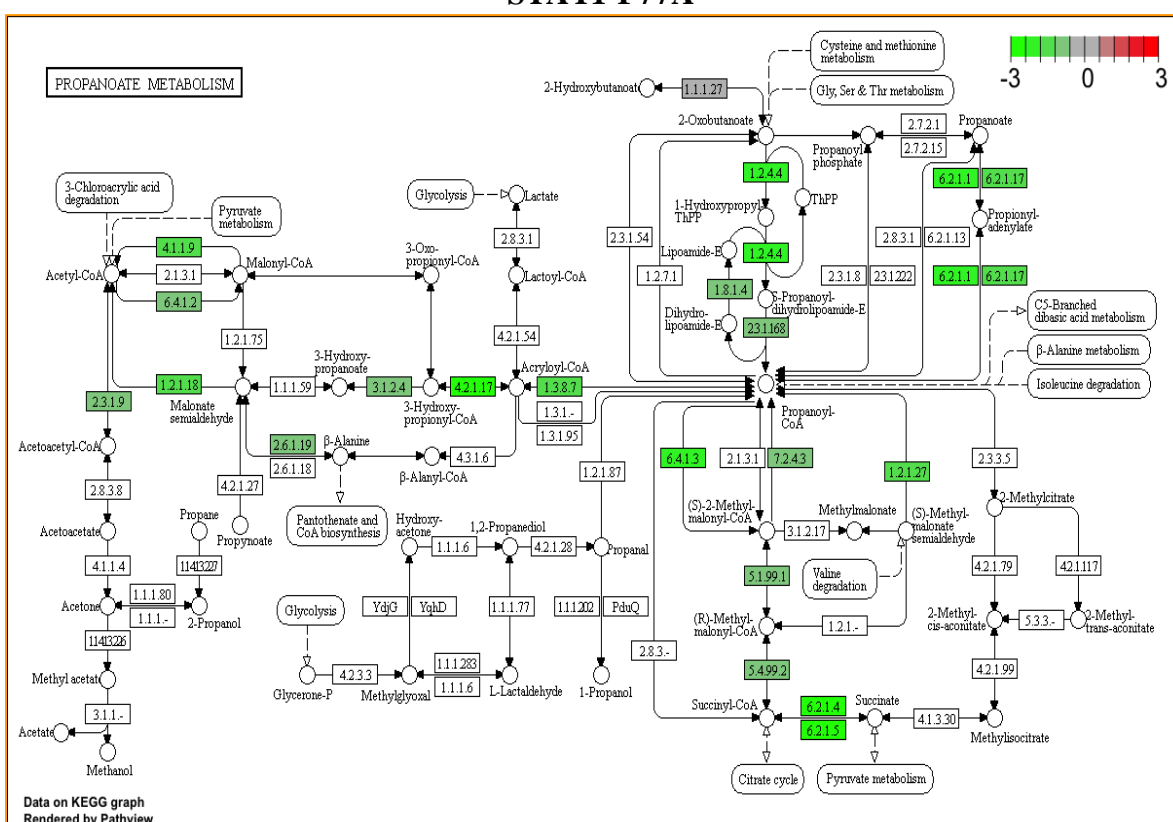 PROPANOATE METABOLISM
-3
0
3
Cysteine and methionine
metabolism
Gly, Ser & Thr metabolism
2-Hydroxybutanoate
1.1.1.27
2-Oxobutanoate
Propanoyl
phosphate
2.7.2.1
2.7.2.15
Propanoate
3-Chloroacrylic acid
degradation
Pyruvate
metabolism
Glycolysis
Lactate
1.2.4.4
ThPP
6.2.1.1
6.2.1.17
1-Hydroxypropyl-
ThPP
Propionyl-
adenylate
4.1.1.9
Acetyl-CoA
2.1.3.1
Malonyl-CoA
6.4.1.2
3-Oxo-
propionyl-CoA
2.8.3.1
Lactoyl-CoA
2.3.1.54
1.2.7.1
Lipoamide-E
1.2.4.4
2.8.3.1
6.2.1.13
2.3.1.8
2.3.1.222
6.2.1.1
6.2.1.17
1.8.1.4
S-Propanoyl-
dihydrolipoamide-E
Dihydro-
lipoamide-E
2.3.1.168
C5-Branched
dibasic acid metabolism
β-Alanine metabolism
Isoleucine degradation
1.2.1.75
4.2.1.54
3-Hydroxy-
propanoate
Acryloyl-CoA
1.2.1.18
Malonate
semialdehyde
1.1.1.59
3.1.2.4
3-Hydroxy-
propionyl-CoA
4.2.1.17
1.3.8.7
Propanoyl-
CoA
2.3.1.9
1.3.1.-
1.3.1.95
Acetoacetyl-CoA
2.6.1.19
2.6.1.18
β-Alanine
β-Alanyl-CoA
4.3.1.6
1.2.1.87
6.4.1.3
2.1.3.1
7.2.4.3
1.2.1.27
2.3.3.5
2.8.3.8
4.2.1.27
Acetoacetate
Propane
Propynoate
Pantothenate and
CoA biosynthesis
Hydroxy-
acetone
1.1.1.6
1,2-Propanediol
4.2.1.28
Propanal
(S)-2-Methyl-
malonyl-CoA
3.1.2.17
Methylmalonate
(S)-Methyl-
malonate
semialdehyde
2-Methylcitrate
4.1.1.4
1.14.13.227
Valine
degradation
4.2.1.79
4.2.1.117
5.1.99.1
Acetone
1.1.1.80
1.1.1.-
2-Propanol
Glycolysis
YdjG
YqhD
1.1.1.77
1.1.1.202
PduQ
(R)-Methyl-
malonyl-CoA
1.2.1.-
2-Methyl-
cis-aconitate
5.3.3.-
2-Methyl-
trans-aconitate
1.14.13.226
2.8.3.-
Methyl acetate
Glycerone-P
4.2.3.3
Methylglyoxal
1.1.1.283
1.1.1.6
L-Lactaldehyde
1-Propanol
5.4.99.2
4.2.1.99
3.1.1.-
Acetate
Methanol
Succinyl-CoA
6.2.1.4
6.2.1.5
Succinate
4.1.3.30
Methylisocitrate
Citrate cycle
Pyruvate metabolism
Data on KEGG graph
Rendered by Pathview